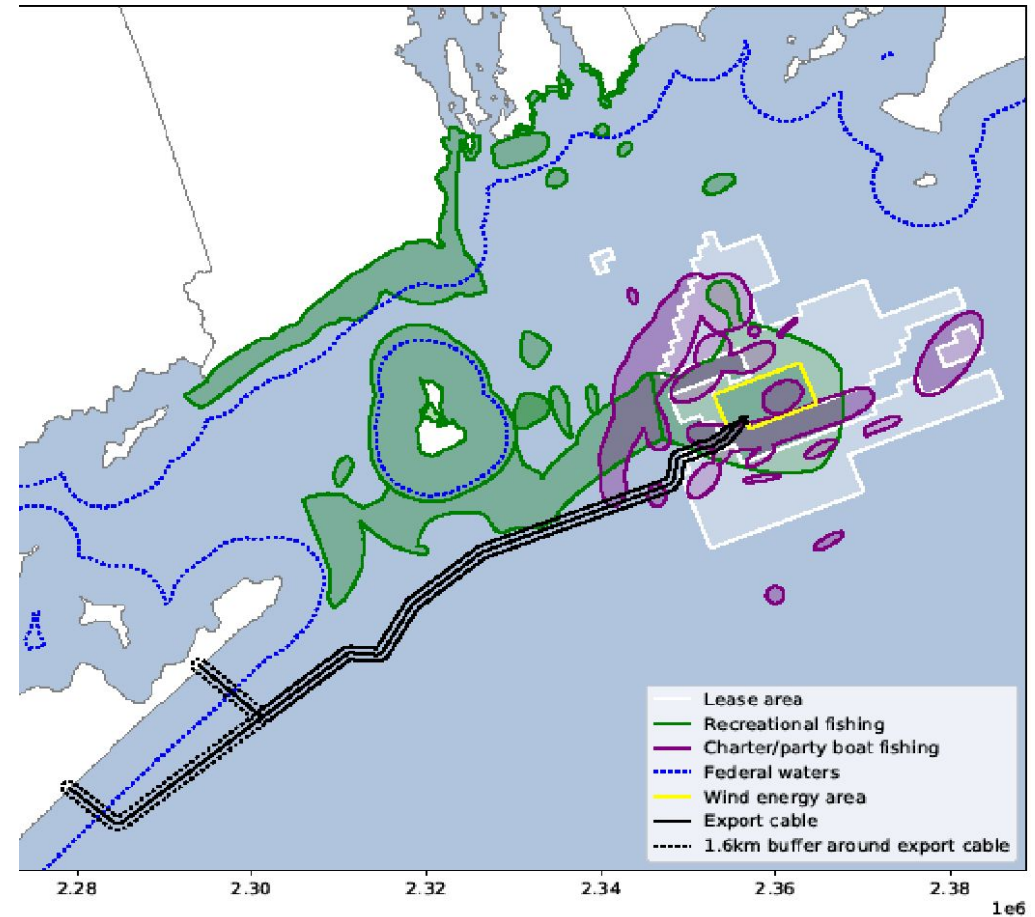 Lease area
Recreational fishing
Charter/party boat fishing
Federal waters
Wind energy area
Export cable
1.6km buffer around export cable
2.28 2.30 2.32 2.34 2.36 2.38
1e6